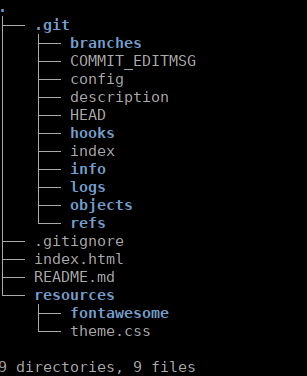 .
├── .git
│   ├── branches
│   ├── COMMIT_EDITMSG
│   ├── config
│   ├── description
│   ├── HEAD
│   ├── hooks
│   ├── index
│   ├── info
│   ├── logs
│   ├── objects
│   └── refs
├── .gitignore
├── index.html
├── README.md
└── resources
    ├── fontawesome
    └── theme.css

9 directories, 9 files